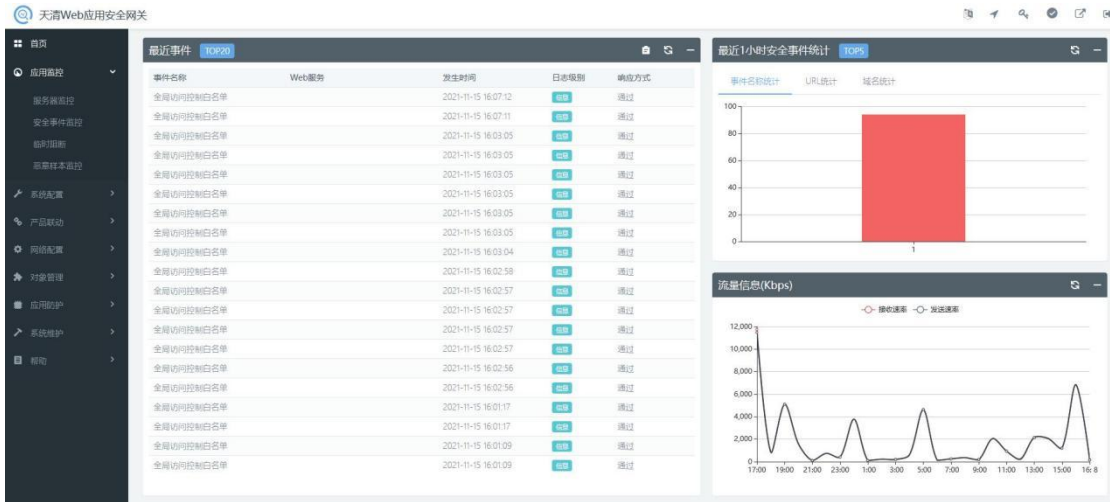 天清Web应用安全网关
首页
应用监控
服务器监控
安全事件监控
临时阻断
恶意样本监控
系统配置
产品联动
网络配置
对象管理
应用防护
系统维护
帮助
最近事件 TOP20
事件名称 Web服务 发生时间 日志级别 响应方式
全局访问控制白名单 2021-11-15 16:07:12 信息 通过
全局访问控制白名单 2021-11-15 16:07:11 信息 通过
全局访问控制白名单 2021-11-15 16:03:05 信息 通过
全局访问控制白名单 2021-11-15 16:03:05 信息 通过
全局访问控制白名单 2021-11-15 16:03:05 信息 通过
全局访问控制白名单 2021-11-15 16:03:05 信息 通过
全局访问控制白名单 2021-11-15 16:03:05 信息 通过
全局访问控制白名单 2021-11-15 16:03:05 信息 通过
全局访问控制白名单 2021-11-15 16:03:04 信息 通过
全局访问控制白名单 2021-11-15 16:02:58 信息 通过
全局访问控制白名单 2021-11-15 16:02:57 信息 通过
全局访问控制白名单 2021-11-15 16:02:57 信息 通过
全局访问控制白名单 2021-11-15 16:02:57 信息 通过
全局访问控制白名单 2021-11-15 16:02:57 信息 通过
全局访问控制白名单 2021-11-15 16:02:56 信息 通过
全局访问控制白名单 2021-11-15 16:02:56 信息 通过
全局访问控制白名单 2021-11-15 16:01:17 信息 通过
全局访问控制白名单 2021-11-15 16:01:17 信息 通过
全局访问控制白名单 2021-11-15 16:01:09 信息 通过
全局访问控制白名单 2021-11-15 16:01:09 信息 通过
最近1小时安全事件统计 TOP5
事件名称统计 URL统计 域名统计
100
80
60
40
20
0
1
流量信息(Kbps)
接收速率 发送速率
12,000
10,000
8,000
6,000
4,000
2,000
0
17:00 19:00 21:00 23:00 1:00 3:00 5:00 7:00 9:00 11:00 13:00 15:00 16: 8